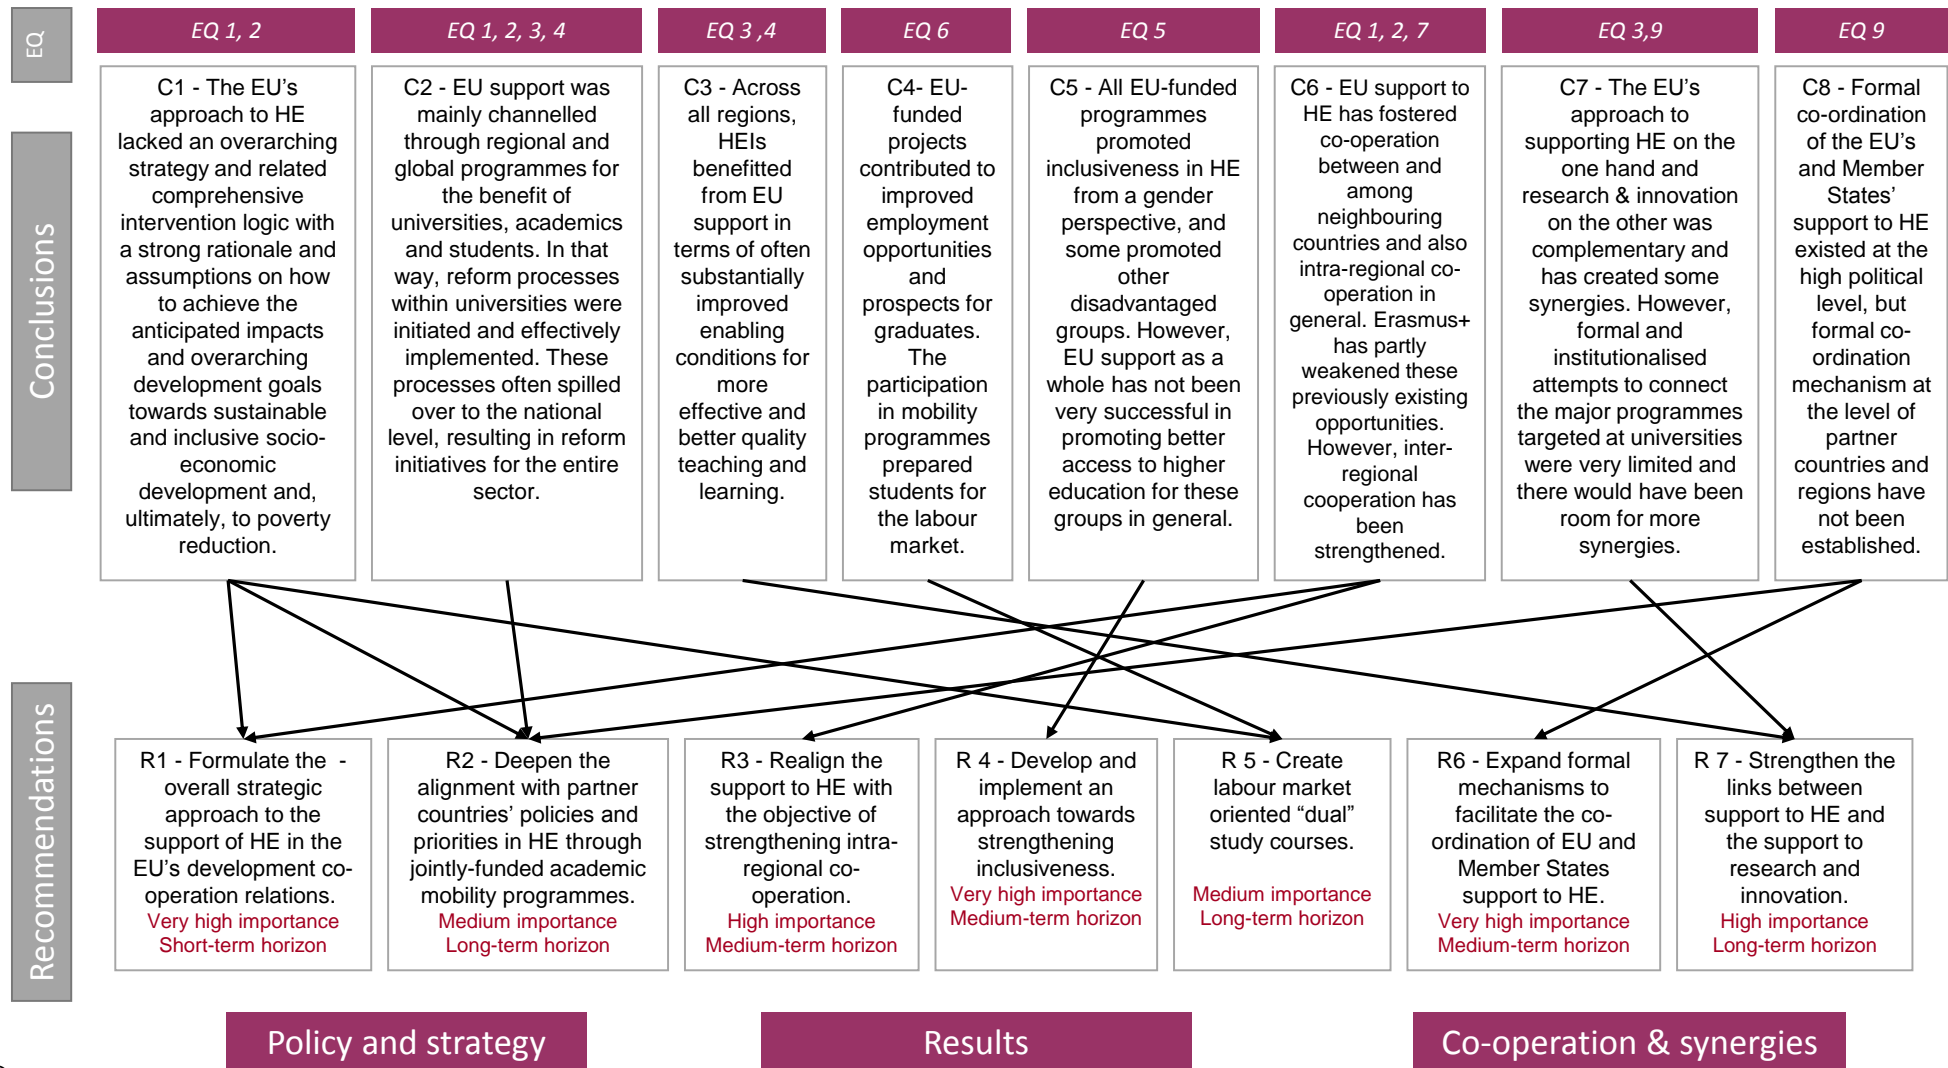 EQ
EQ 1, 2
EQ 1, 2, 3, 4
EQ 3 ,4
EQ 6
EQ 5
EQ 1, 2, 7
EQ 3,9
EQ 9
Conclusions
C1 - The EU’s
approach to HE
lacked an overarching
strategy and related
comprehensive
intervention logic with
a strong rationale and
assumptions on how
to achieve the
anticipated impacts
and overarching
development goals
towards sustainable
and inclusive socio-
economic
development and,
ultimately, to poverty
reduction.
C2 - EU support was
mainly channelled
through regional and
global programmes for
the benefit of
universities, academics
and students. In that
way, reform processes
within universities were
initiated and effectively
implemented. These
processes often spilled
over to the national
level, resulting in reform
initiatives for the entire
sector.
C3 - Across
all regions,
HEIs
benefitted
from EU
support in
terms of often
substantially
improved
enabling
conditions for
more
effective and
better quality
teaching and
learning.
C4- EU-
funded
projects
contributed to
improved
employment
opportunities
and
prospects for
graduates.
The
participation
in mobility
programmes
prepared
students for
the labour
market.
C5 - All EU-funded
programmes
promoted
inclusiveness in HE
from a gender
perspective, and
some promoted
other
disadvantaged
groups. However,
EU support as a
whole has not been
very successful in
promoting better
access to higher
education for these
groups in general.
C6 - EU support to
HE has fostered
co-operation
between and
among
neighbouring
countries and also
intra-regional co-
operation in
general. Erasmus+
has partly
weakened these
previously existing
opportunities.
However, inter-
regional
cooperation has
been
strengthened.
C7 - The EU’s
approach to
supporting HE on the
one hand and
research & innovation
on the other was
complementary and
has created some
synergies. However,
formal and
institutionalised
attempts to connect
the major programmes
targeted at universities
were very limited and
there would have been
room for more
synergies.
C8 - Formal
co-ordination
of the EU’s
and Member
States’
support to HE
existed at the
high political
level, but
formal co-
ordination
mechanism at
the level of
partner
countries and
regions have
not been
established.
Recommendations
R1 - Formulate the -
overall strategic
approach to the
support of HE in the
EU’s development co-
operation relations.
Very high importance
Short-term horizon
R2 - Deepen the
alignment with partner
countries’ policies and
priorities in HE through
jointly-funded academic
mobility programmes.
Medium importance
Long-term horizon
R3 - Realign the
support to HE with
the objective of
strengthening intra-
regional co-
operation.
High importance
Medium-term horizon
R 4 - Develop and
implement an
approach towards
strengthening
inclusiveness.
Very high importance
Medium-term horizon
R 5 - Create
labour market
oriented “dual”
study courses.
Medium importance
Long-term horizon
R6 - Expand formal
mechanisms to
facilitate the co-
ordination of EU and
Member States
support to HE.
Very high importance
Medium-term horizon
R 7 - Strengthen the
links between
support to HE and
the support to
research and
innovation.
High importance
Long-term horizon
Policy and strategy
Results
Co-operation & synergies